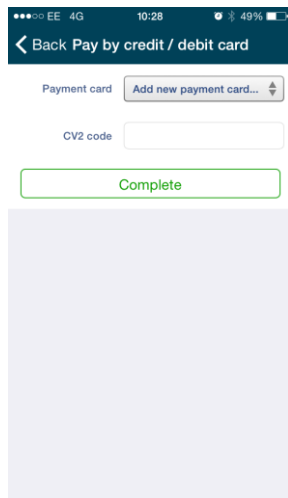 EE 4G 10:28 49%
Back Pay by credit / debit card
Payment card Add new payment card...
CV2 code
Complete